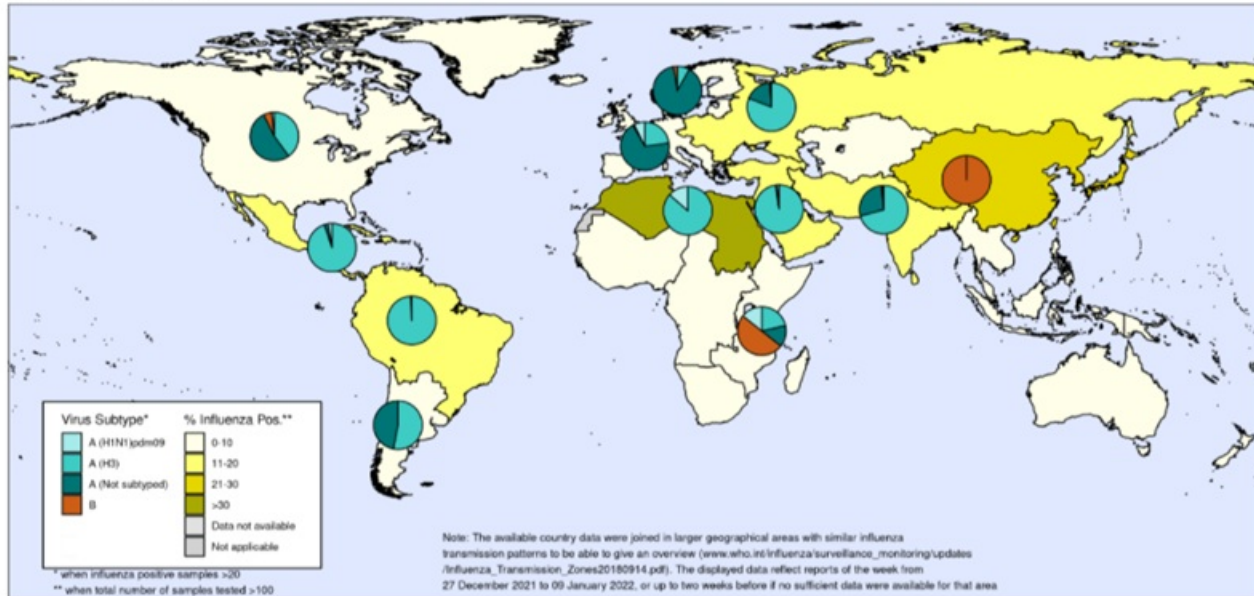 Virus Subtype*
A (H1N1)pdm09
A (H3)
A (Not subtyped)
B
% Influenza Pos.**
0-10
11-20
21-30
>30
Data not available
Not applicable
* when influenza positive samples >20
** when total number of samples tested >100
Note: The available country data were joined in larger geographical areas with similar influenza
transmission patterns to be able to give an overview (www.who.int/influenza/surveillance_monitoring/updates
/Influenza_Transmission_Zones20180914.pdf). The displayed data reflect reports of the week from
27 December 2021 to 09 January 2022, or up to two weeks before if no sufficient data were available for that area